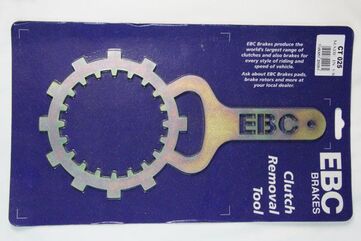 EBC Brakes produce the
world's largest range of
clutches and also brakes for
every style of riding and
speed of vehicle.
Ask about EBC Brakes pads,
brake rotors and more at
your local dealer.
CT 025
EBC
EBC
BRAKES
Clutch
Removal
Tool